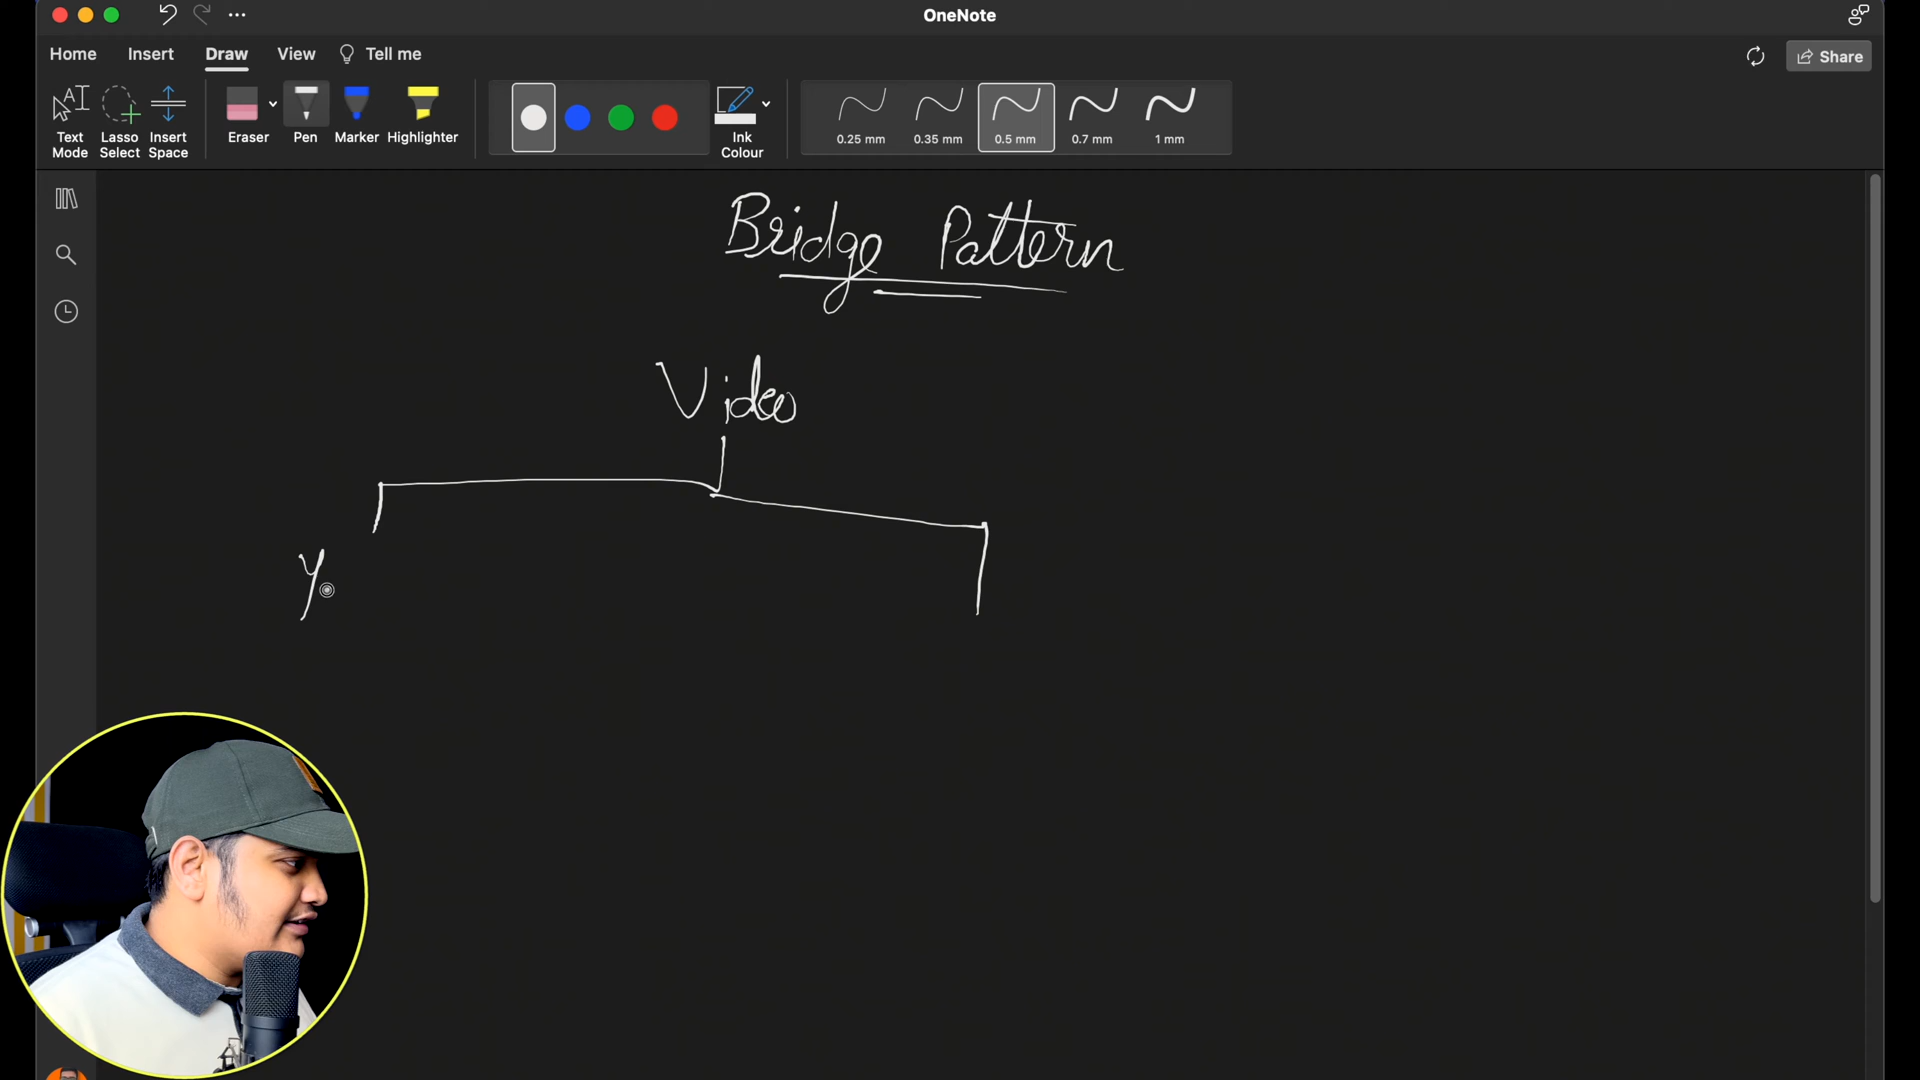 OneNote
Home Insert Draw View Tell me
Share
Text Mode
Lasso Select
Insert Space
Eraser
Pen
Marker
Highlighter
Ink Colour
0.25 mm
0.35 mm
0.5 mm
0.7 mm
1 mm
Bridge Pattern
Video
Y